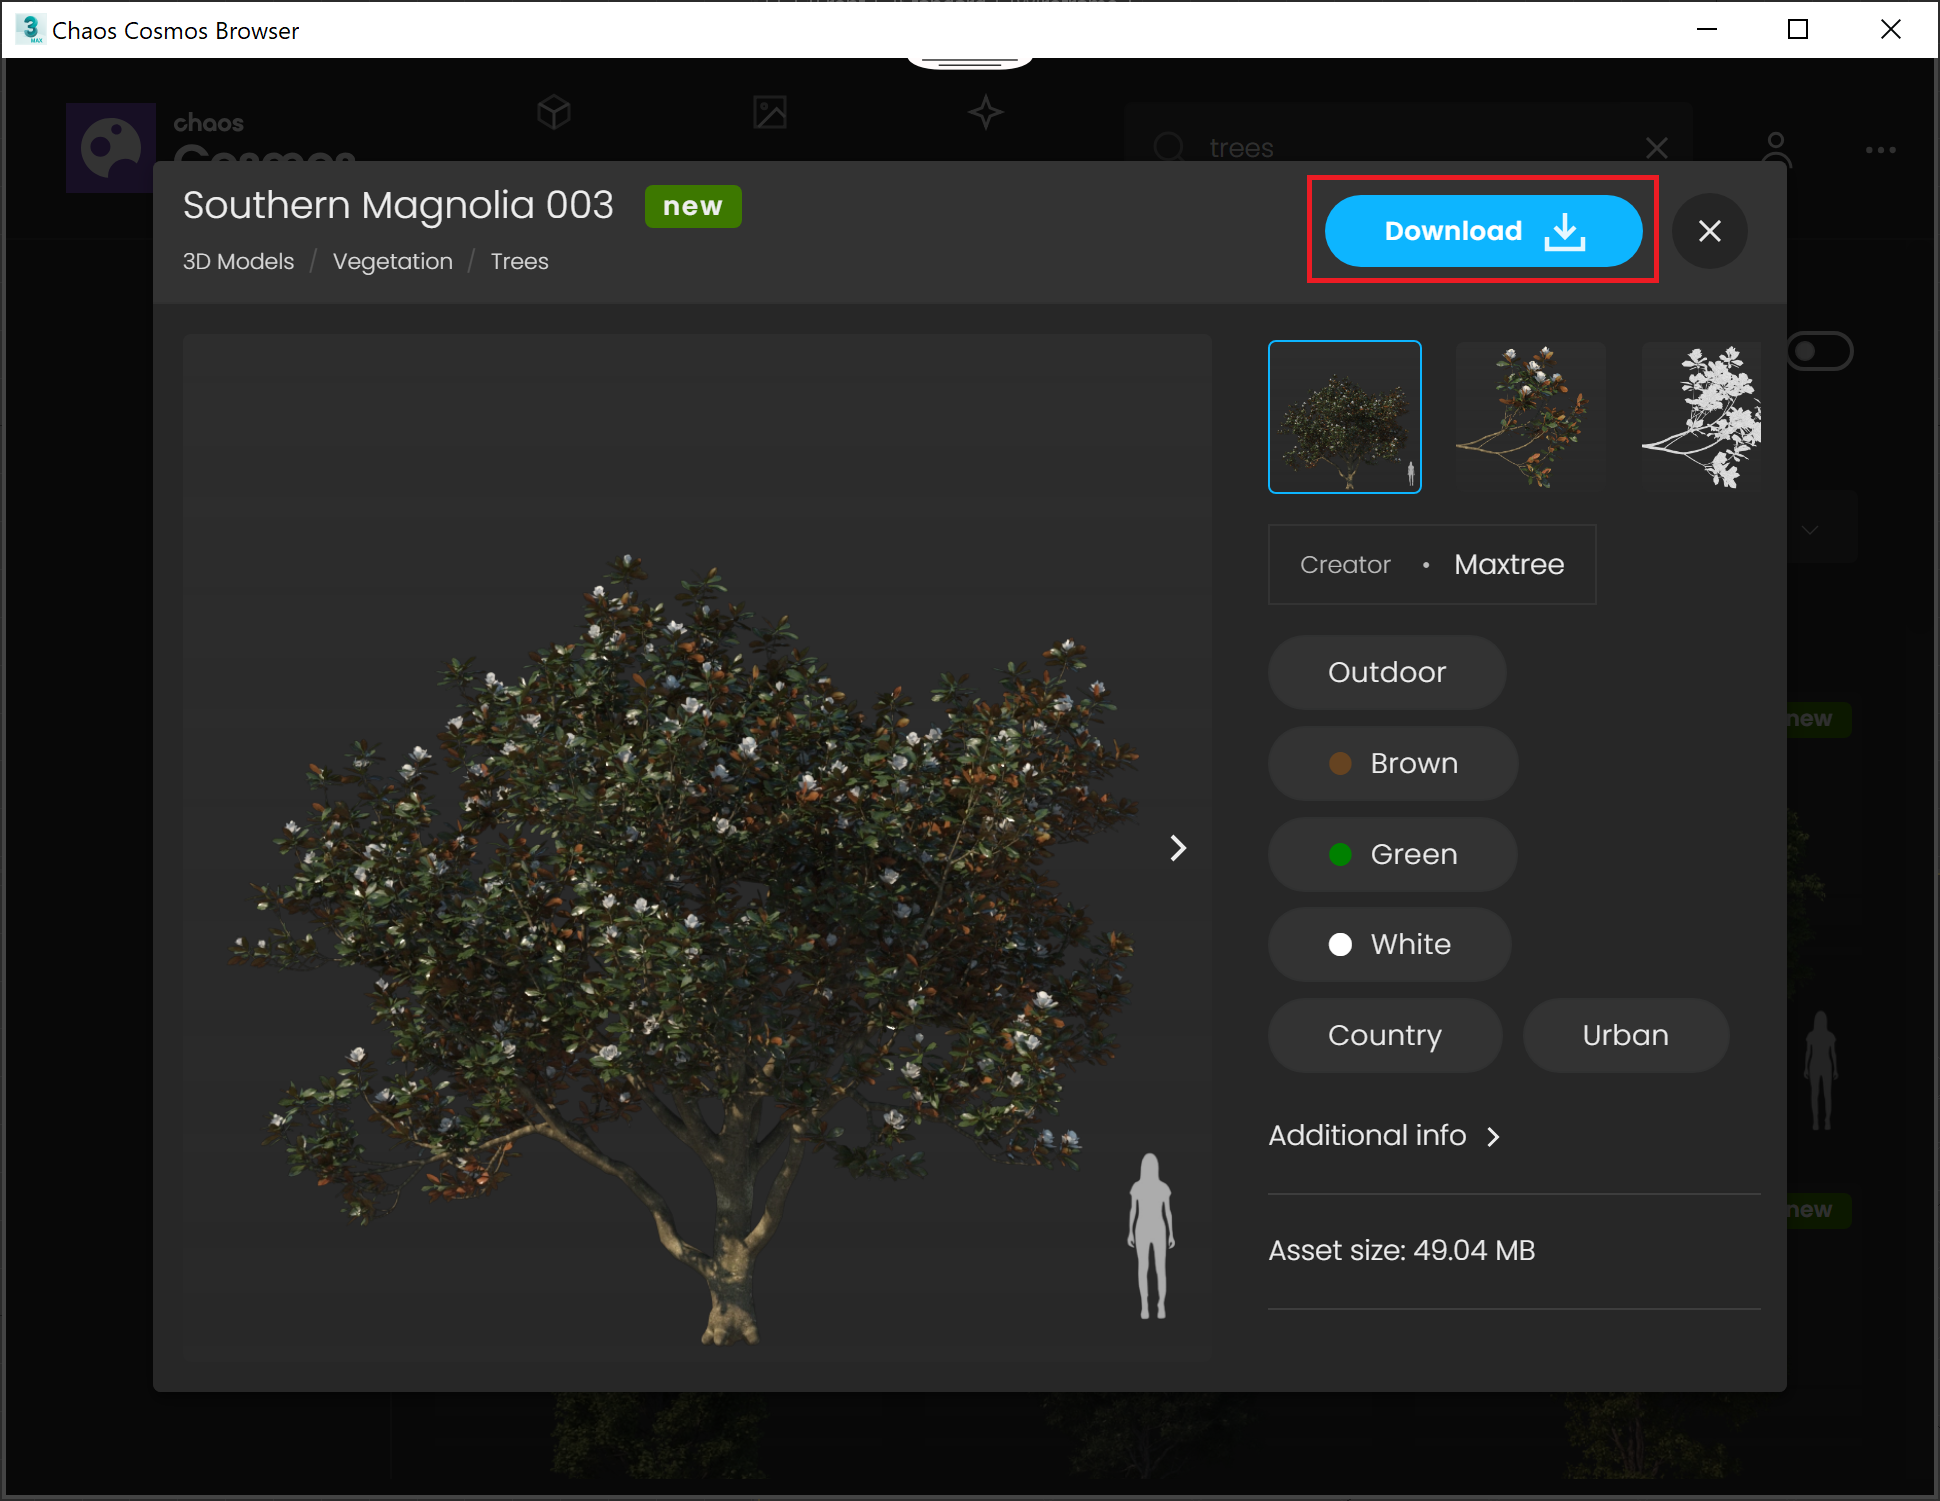 Chaos Cosmos Browser
chaos
Cosmos
trees
Southern Magnolia 003
new
Download
3D Models / Vegetation / Trees
Creator • Maxtree
Outdoor
Brown
new
Green
White
Country
Urban
Additional info
new
Asset size: 49.04 MB